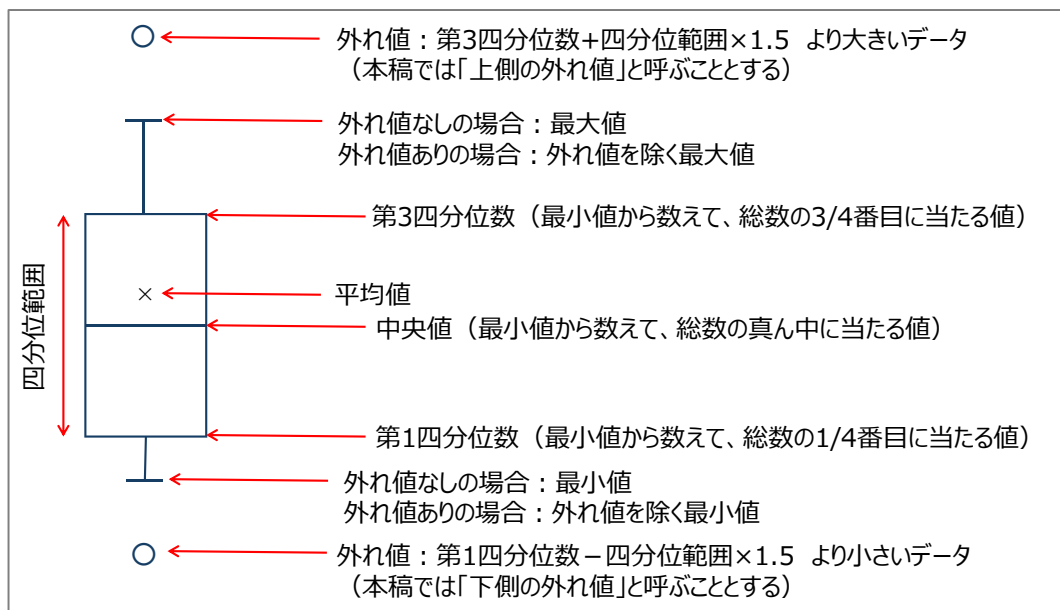 外れ値：第3四分位数+四分位範囲×1.5 より大きいデータ
（本稿では「上側の外れ値」と呼ぶこととする）
外れ値なしの場合：最大値
外れ値ありの場合：外れ値を除く最大値
第3四分位数（最小値から数えて、総数の3/4番目に当たる値）
四分位範囲
×
平均値
中央値（最小値から数えて、総数の真ん中に当たる値）
第1四分位数（最小値から数えて、総数の1/4番目に当たる値）
外れ値なしの場合：最小値
外れ値ありの場合：外れ値を除く最小値
外れ値：第1四分位数－四分位範囲×1.5 より小さいデータ
（本稿では「下側の外れ値」と呼ぶこととする）